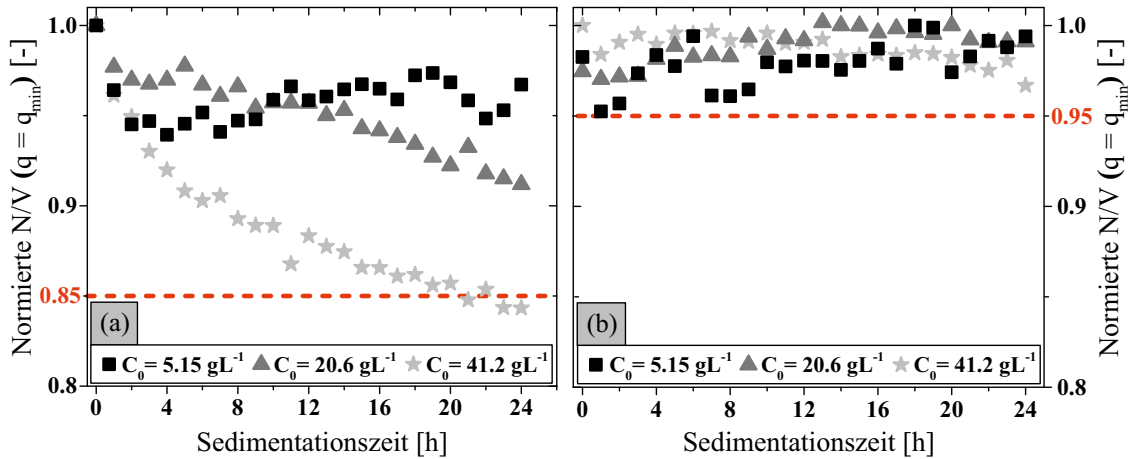 Normierte N/V (q = q_min) [-]
1.0
0.9
0.85
0.8
(a)
C₀= 5.15 gL⁻¹ C₀= 20.6 gL⁻¹ C₀= 41.2 gL⁻¹
0 4 8 12 16 20 24
Sedimentationszeit [h]
(b)
C₀= 5.15 gL⁻¹ C₀= 20.6 gL⁻¹ C₀= 41.2 gL⁻¹
0 4 8 12 16 20 24
Sedimentationszeit [h]
1.0
0.95
0.9
0.8
Normierte N/V (q = q_min) [-]